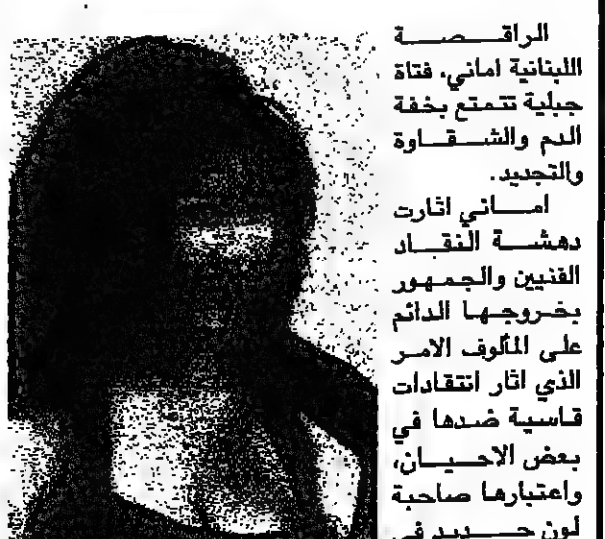 الراقصة
اللبنانية اماني، فتاة
جبلية تتمتع بخفة
الدم والشقاوة
والتجديد.
امانی اثارت
دهشة النقاد
الفنيين والجمهور
بخروجها الدائم
على المألوف الامر
الذي اثار انتقادات
قاسية ضدها في
بعض الاحيان،
واعتبارها صاحبة
لون جديد في